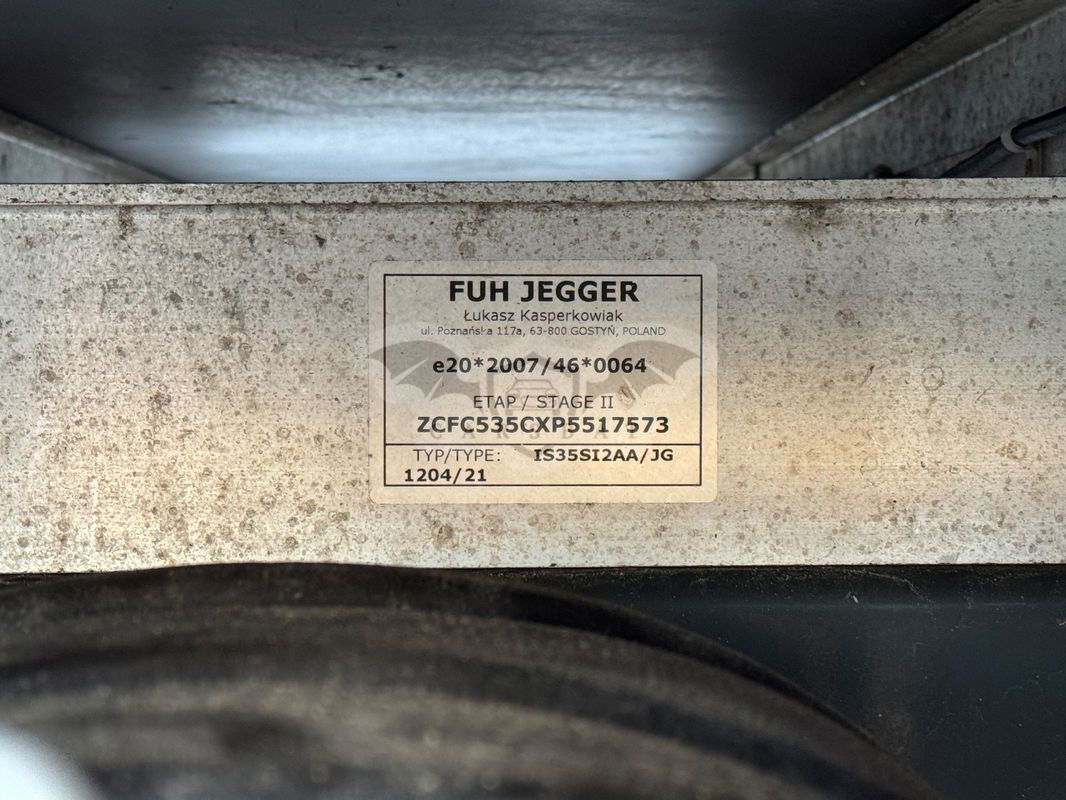 FUH JEGGER
Łukasz Kasperkowiak
ul. Poznańska 117a, 63-800 GOSTYŃ, POLAND
e20*2007/46*0064
ETAP / STAGE II
ZCFC535CXP5517573
CARSBAT
TYP/TYPE: IS35SI2AA/JG
1204/21